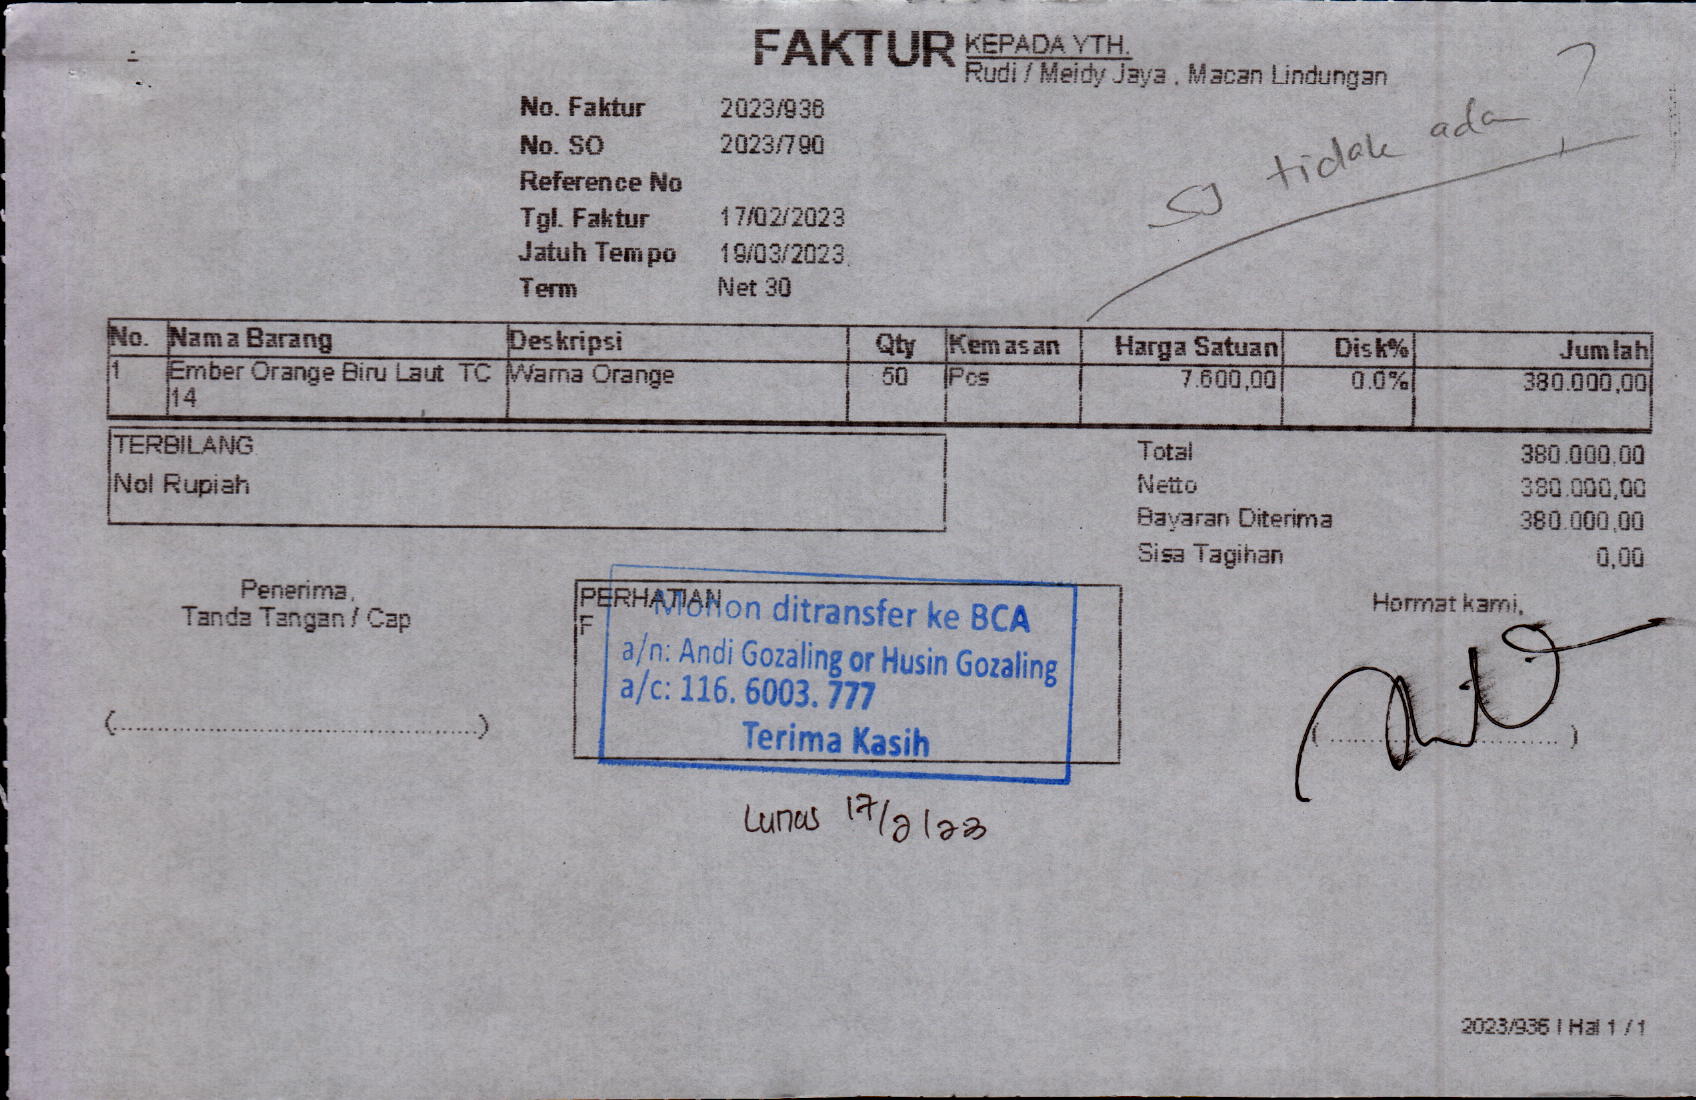 FAKTUR
KEPADA YTH.
Rudi / Meidy Jaya , Macan Lindungan
SJ tidak ada ?
No. Faktur 2023/936
No. SO 2023/790
Reference No
Tgl. Faktur 17/02/2023
Jatuh Tempo 19/03/2023
Term Net 30
No. Nama Barang Deskripsi Qty Kemasan Harga Satuan Disk% Jumlah
1 Ember Orange Biru Laut TC Warna Orange 50 Pcs 7.600,00 0.0% 380.000,00
14
TERBILANG
Nol Rupiah
Total 380.000,00
Netto 380.000,00
Bayaran Diterima 380.000,00
Sisa Tagihan 0,00
Penerima,
Tanda Tangan / Cap
(................................................)
PERHATIAN
F
Mohon ditransfer ke BCA
a/n: Andi Gozaling or Husin Gozaling
a/c: 116. 6003. 777
Terima Kasih
Hormat kami,
(................................)
Lunas 17/2/23
2023/936 | Hal 1 / 1